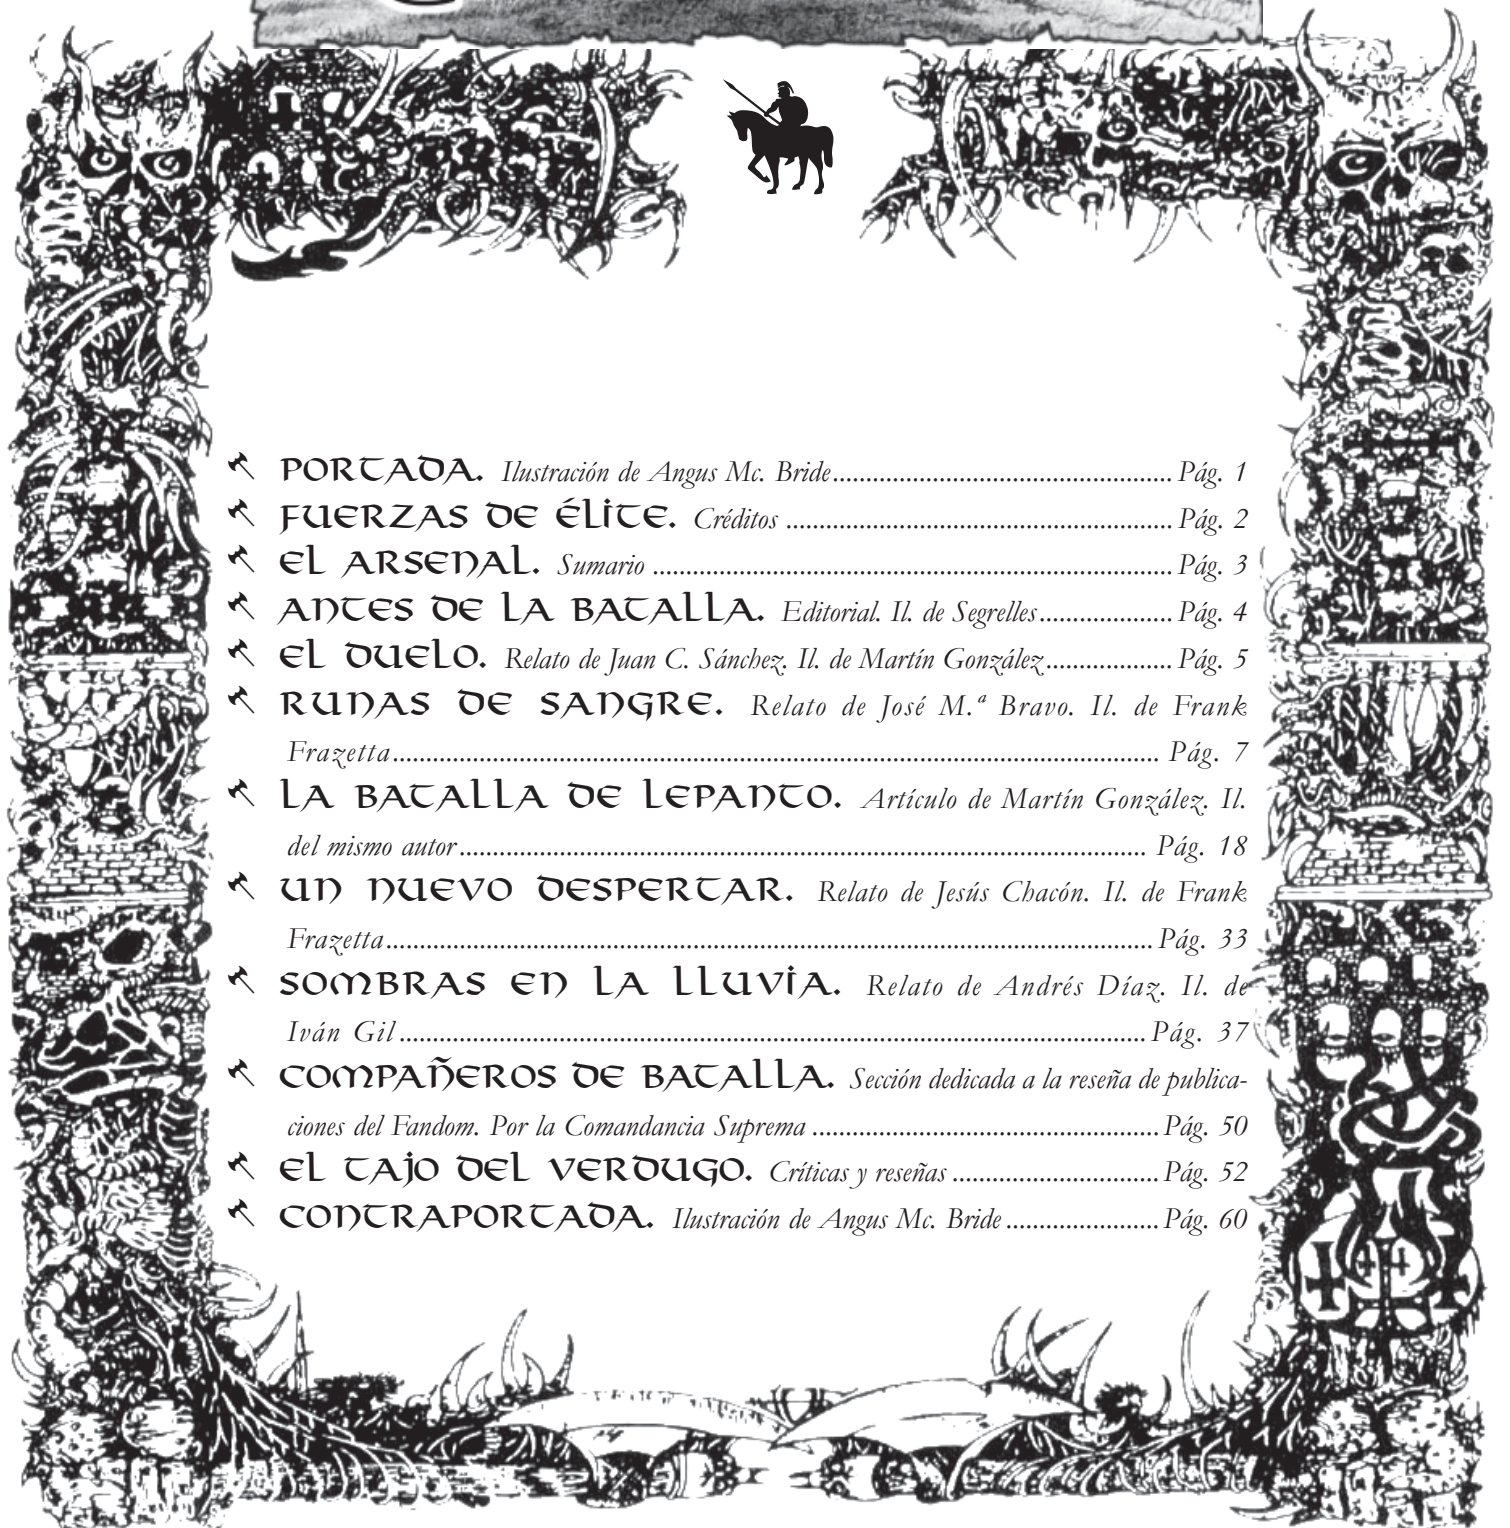 PORTADA. Ilustración de Angus Mc. Bride.......... Pág. 1
FUERZAS DE ÉLITE. Créditos .......... Pág. 2
EL ARSENAL. Sumario .......... Pág. 3
ANTES DE LA BATALLA. Editorial. Il. de Segrelles.......... Pág. 4
EL DUELO. Relato de Juan C. Sánchez. Il. de Martín González.......... Pág. 5
RUNAS DE SANGRE. Relato de José M.ª Bravo. Il. de Frank
Frazetta.......... Pág. 7
LA BATALLA DE LEPANTO. Artículo de Martín González. Il.
del mismo autor.......... Pág. 18
UN NUEVO DESPERTAR. Relato de Jesús Chacón. Il. de Frank
Frazetta.......... Pág. 33
SOMBRAS EN LA LLUVIA. Relato de Andrés Díaz. Il. de
Iván Gil .......... Pág. 37
COMPAÑEROS DE BATALLA. Sección dedicada a la reseña de publica-
ciones del Fandom. Por la Comandancia Suprema .......... Pág. 50
EL TAJO DEL VERDUGO. Críticas y reseñas .......... Pág. 52
CONTRAPORTADA. Ilustración de Angus Mc. Bride .......... Pág. 60